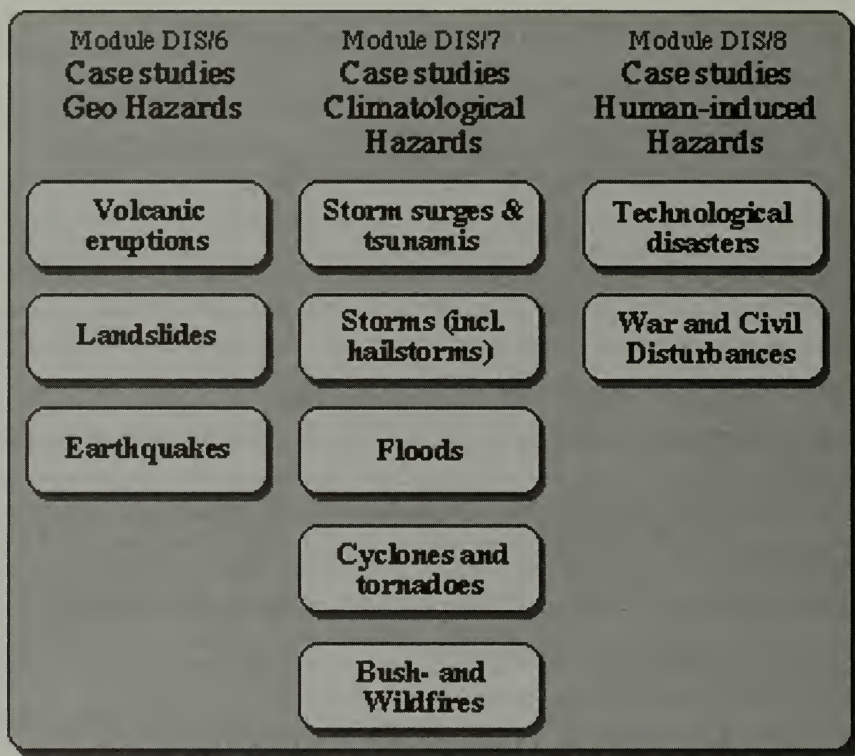 Module DIS/6
Case studies
Geo Hazards
Volcanic
eruptions
Landslides
Earthquakes
Module DIS/7
Case studies
Climatological
Hazards
Storm surges &
tsunamis
Storms (incl.
hailstorms)
Floods
Cyclones and
tornadoes
Bush- and
Wildfires
Module DIS/8
Case studies
Human-induced
Hazards
Technological
disasters
War and Civil
Disturbances